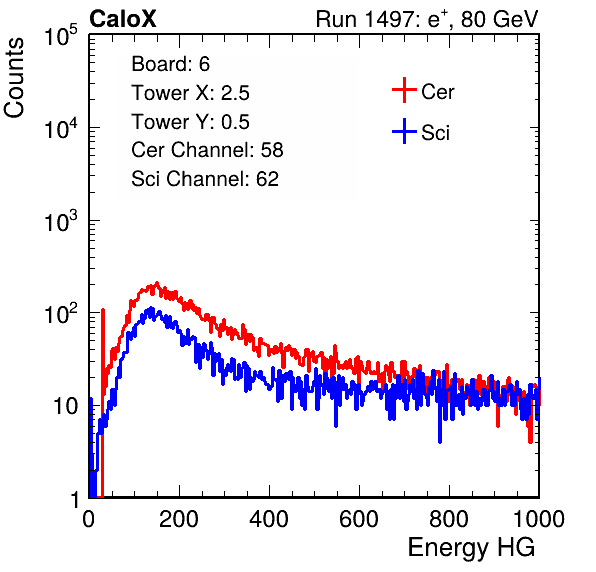 CaloX Run 1497: e⁺, 80 GeV
Counts
10⁵
10⁴
10³
10²
10
1
Board: 6
Tower X: 2.5
Tower Y: 0.5
Cer Channel: 58
Sci Channel: 62
Cer
Sci
0 200 400 600 800 1000
Energy HG